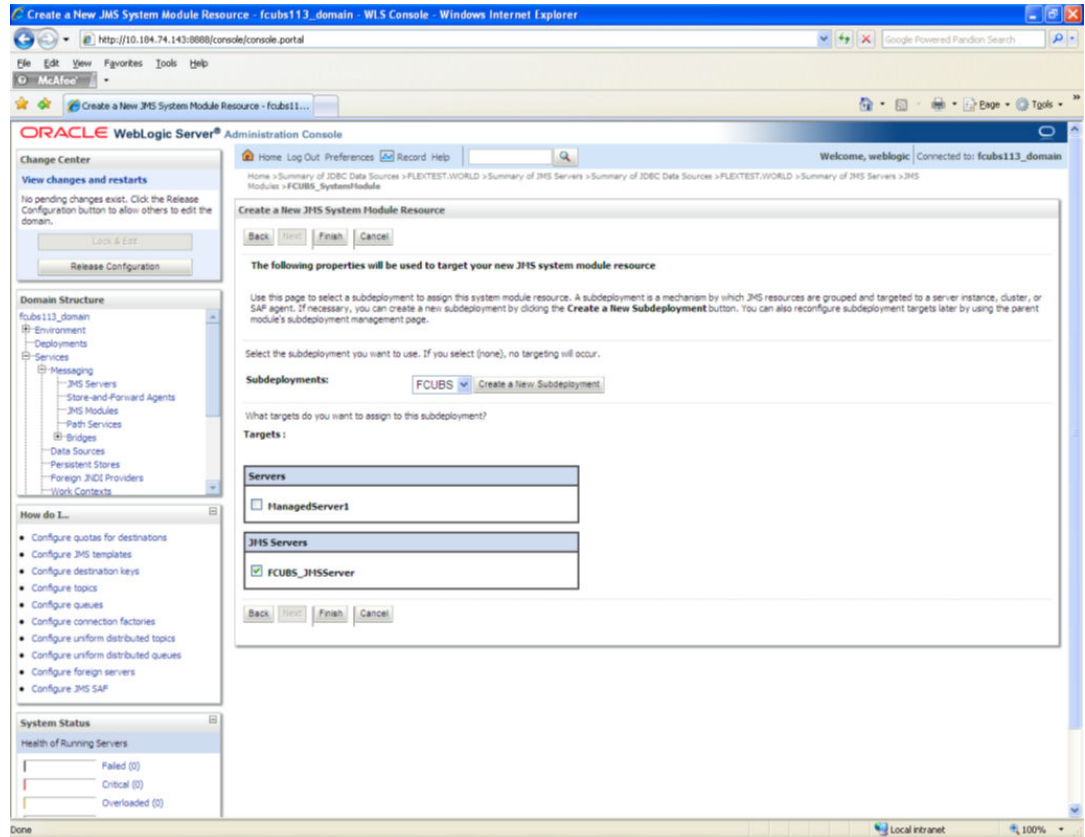 Create a New JMS System Module Resource - fcubs113_domain - WLS Console - Windows Internet Explorer
http://10.184.74.143:8888/console/console.portal
Google Powered Pandion Search
File Edit View Favorites Tools Help
McAfee
Create a New JMS System Module Resource - fcubs11...
Page Tools
ORACLE WebLogic Server® Administration Console
Change Center
View changes and restarts
No pending changes exist. Click the Release
Configuration button to allow others to edit the
domain.
Lock & Edit
Release Configuration
Domain Structure
fcubs113_domain
Environment
Deployments
Services
Messaging
JMS Servers
Store-and-Forward Agents
JMS Modules
Path Services
Bridges
Data Sources
Persistent Stores
Foreign JNDI Providers
Work Contexts
How do I...
Configure quotas for destinations
Configure JMS templates
Configure destination keys
Configure topics
Configure queues
Configure connection factories
Configure uniform distributed topics
Configure uniform distributed queues
Configure foreign servers
Configure JMS SAF
System Status
Health of Running Servers
Failed (0)
Critical (0)
Overloaded (0)
Home Log Out Preferences Record Help
Welcome, weblogic Connected to: fcubs113_domain
Home >Summary of JDBC Data Sources >FLEXTEST.WORLD >Summary of JMS Servers >Summary of JDBC Data Sources >FLEXTEST.WORLD >Summary of JMS Servers >JMS
Modules >FCUBS_SystemModule
Create a New JMS System Module Resource
Back Next Finish Cancel
The following properties will be used to target your new JMS system module resource
Use this page to select a subdeployment to assign this system module resource. A subdeployment is a mechanism by which JMS resources are grouped and targeted to a server instance, cluster, or
SAF agent. If necessary, you can create a new subdeployment by clicking the Create a New Subdeployment button. You can also reconfigure subdeployment targets later by using the parent
module's subdeployment management page.
Select the subdeployment you want to use. If you select (none), no targeting will occur.
Subdeployments: FCUBS Create a New Subdeployment
What targets do you want to assign to this subdeployment?
Targets :
Servers
ManagedServer1
JMS Servers
FCUBS_JMSServer
Back Next Finish Cancel
Done
Local intranet
100%